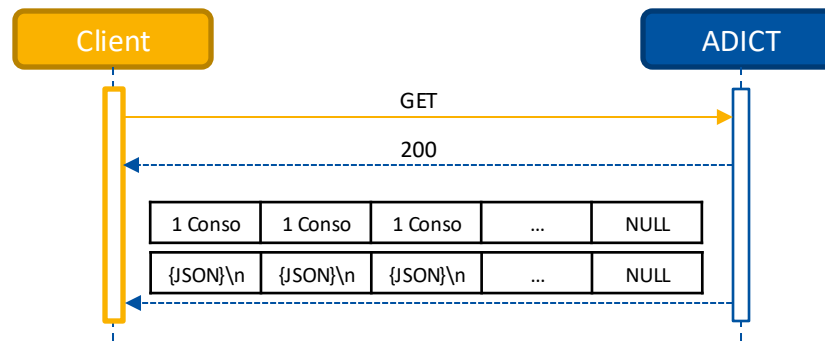 Client ADICT
GET
200
1 Conso 1 Conso 1 Conso ... NULL
{JSON}\n {JSON}\n {JSON}\n ... NULL